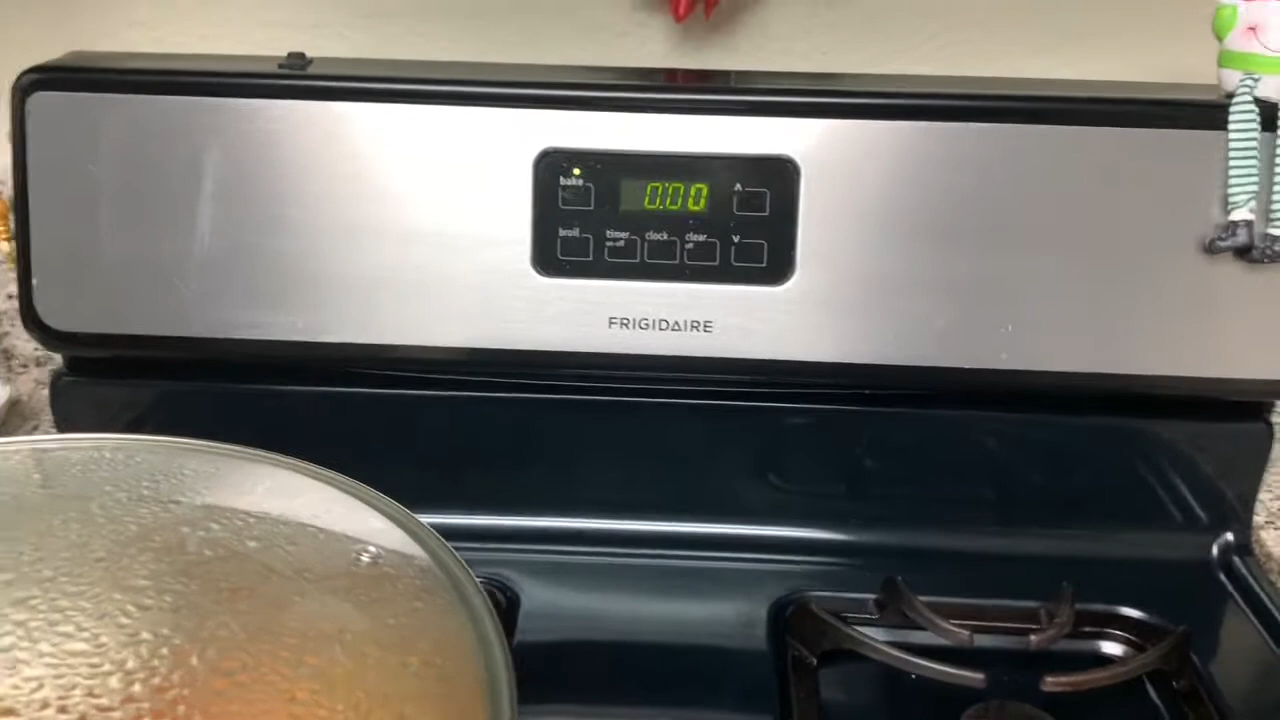 bake
0:00
^
broil
timer
on-off
clock
clear
off
v
FRIGIDAIRE